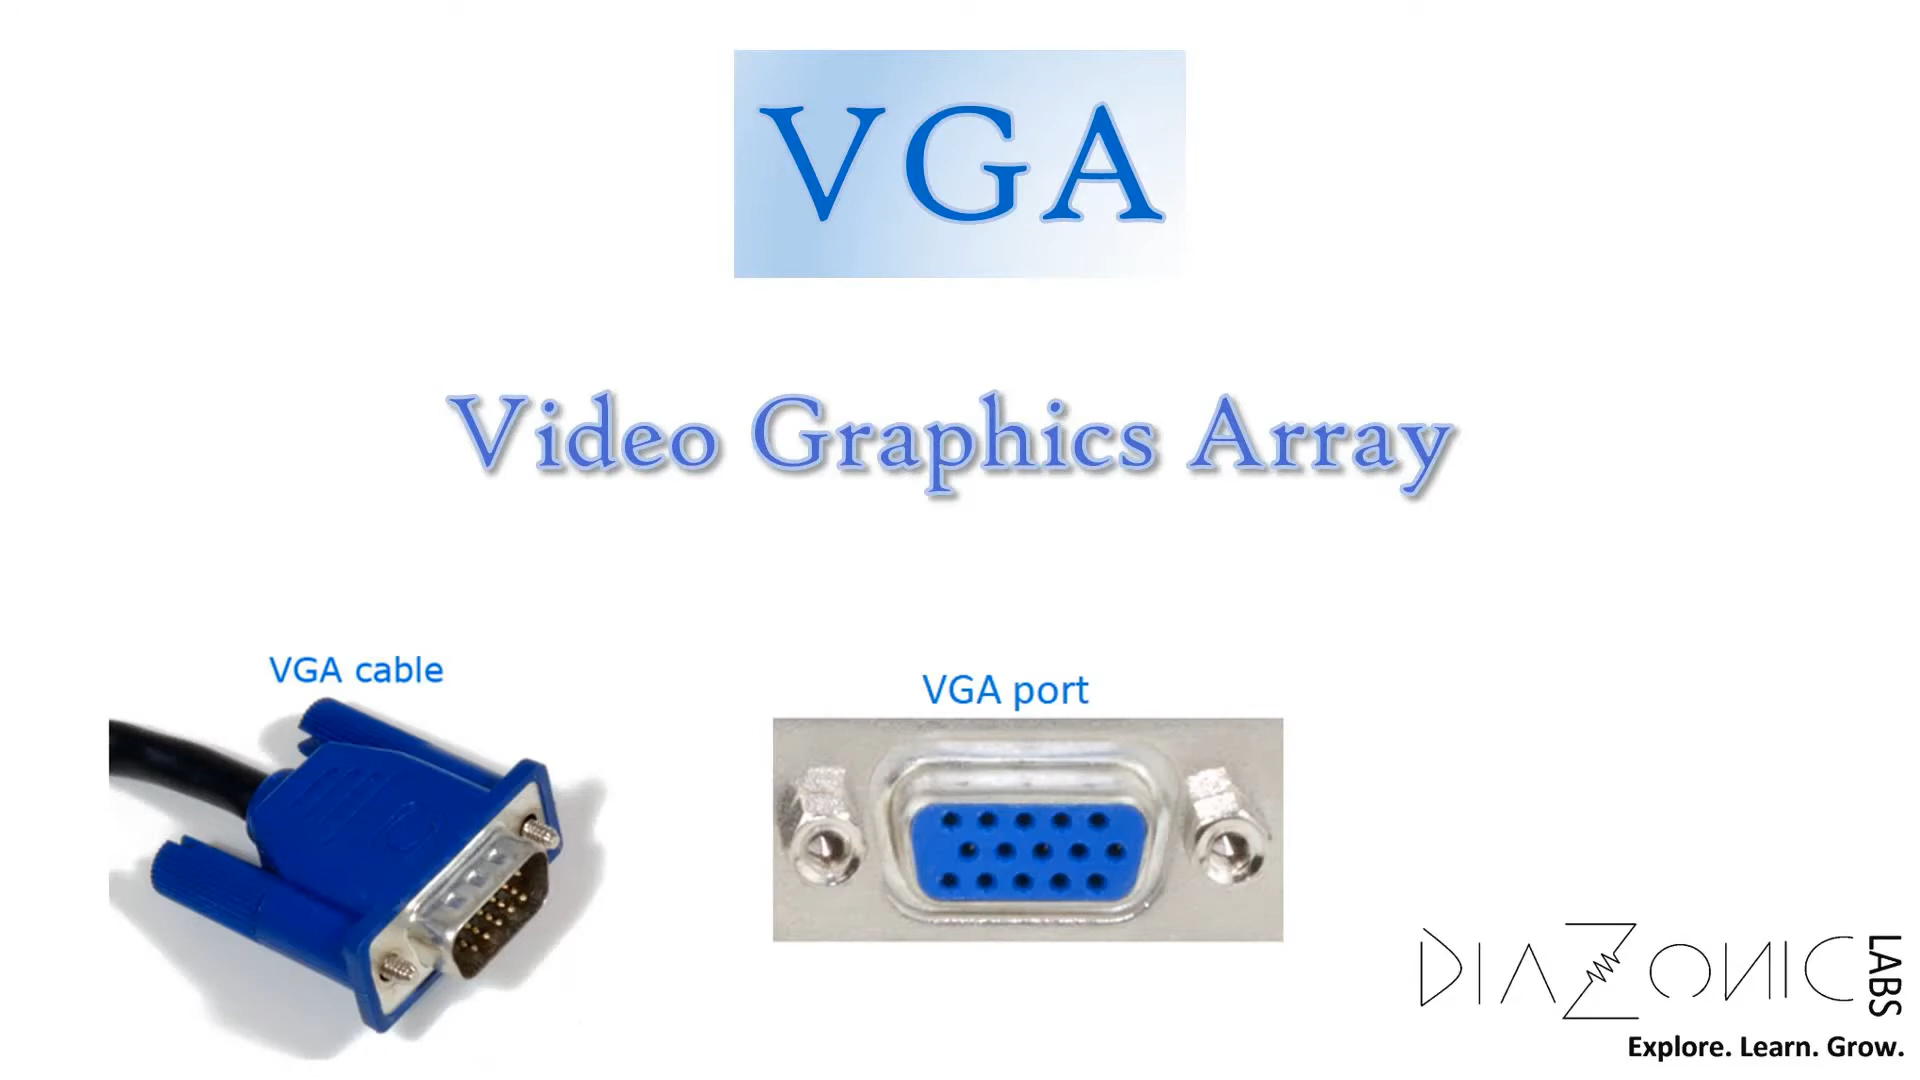 VGA
Video Graphics Array
VGA cable
VGA port
DIAZONIC LABS
Explore. Learn. Grow.